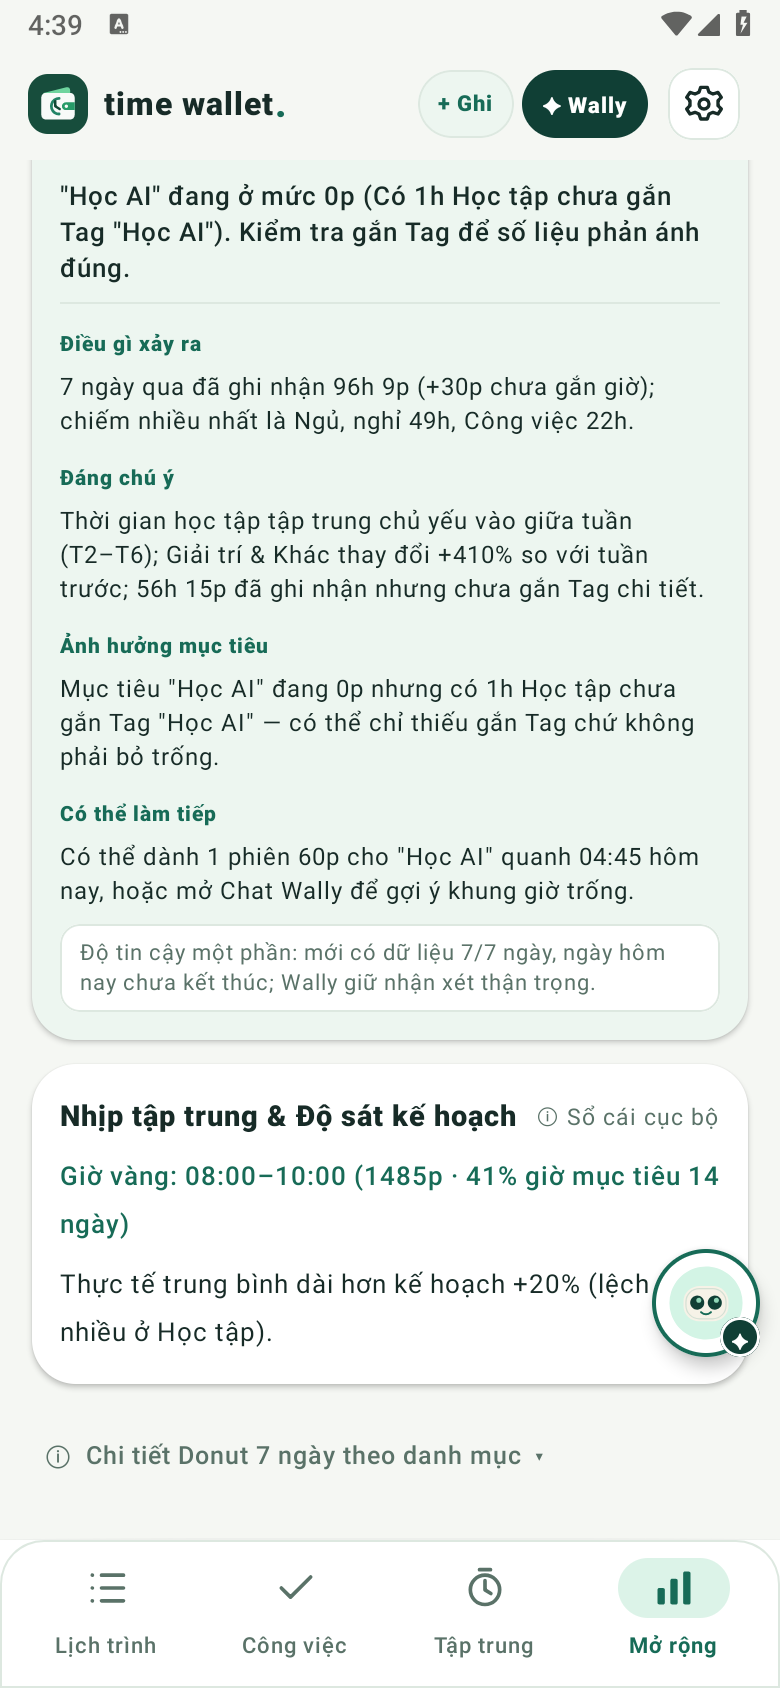 4:39
A
time wallet.
+ Ghi
Wally
"Học AI" đang ở mức 0p (Có 1h Học tập chưa gắn
Tag "Học AI"). Kiểm tra gắn Tag để số liệu phản ánh
đúng.
Điều gì xảy ra
7 ngày qua đã ghi nhận 96h 9p (+30p chưa gắn giờ);
chiếm nhiều nhất là Ngủ, nghỉ 49h, Công việc 22h.
Đáng chú ý
Thời gian học tập tập trung chủ yếu vào giữa tuần
(T2–T6); Giải trí & Khác thay đổi +410% so với tuần
trước; 56h 15p đã ghi nhận nhưng chưa gắn Tag chi tiết.
Ảnh hưởng mục tiêu
Mục tiêu "Học AI" đang 0p nhưng có 1h Học tập chưa
gắn Tag "Học AI" — có thể chỉ thiếu gắn Tag chứ không
phải bỏ trống.
Có thể làm tiếp
Có thể dành 1 phiên 60p cho "Học AI" quanh 04:45 hôm
nay, hoặc mở Chat Wally để gợi ý khung giờ trống.
Độ tin cậy một phần: mới có dữ liệu 7/7 ngày, ngày hôm
nay chưa kết thúc; Wally giữ nhận xét thận trọng.
Nhịp tập trung & Độ sát kế hoạch
Sổ cái cục bộ
Giờ vàng: 08:00–10:00 (1485p · 41% giờ mục tiêu 14
ngày)
Thực tế trung bình dài hơn kế hoạch +20% (lệch
nhiều ở Học tập).
Chi tiết Donut 7 ngày theo danh mục
Lịch trình
Công việc
Tập trung
Mở rộng